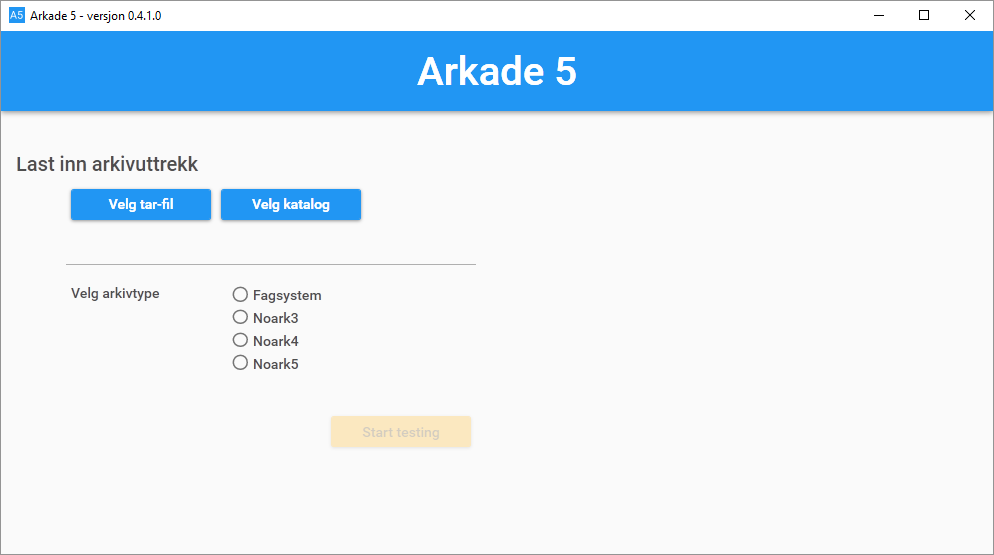 A5 Arkade 5 - versjon 0.4.1.0
Arkade 5
Last inn arkivuttrekk
Velg tar-fil Velg katalog
Velg arkivtype
Fagsystem
Noark3
Noark4
Noark5
Start testing